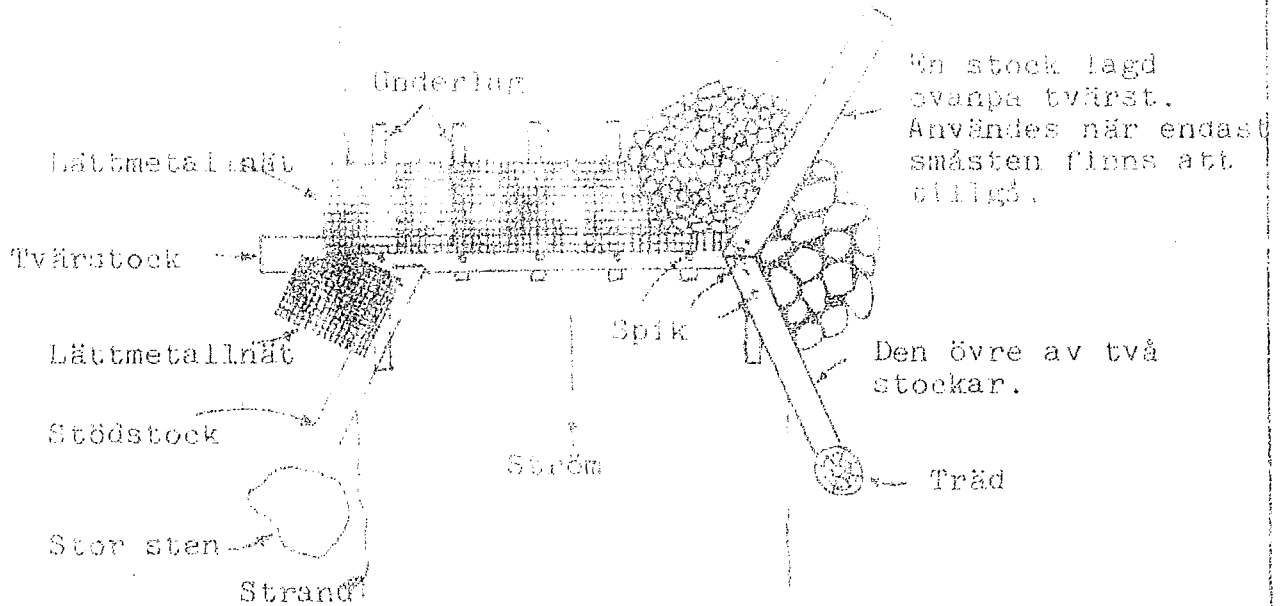 Underlag
En stock lagd
ovanpa tvärst.
Användes när endast
småsten finns att
tillgå.
Lättmetallnät
Tvärstock
Lättmetallnät
Spik
Den övre av två
stockar.
Stödstock
Ström
Träd
Stor sten
Strand